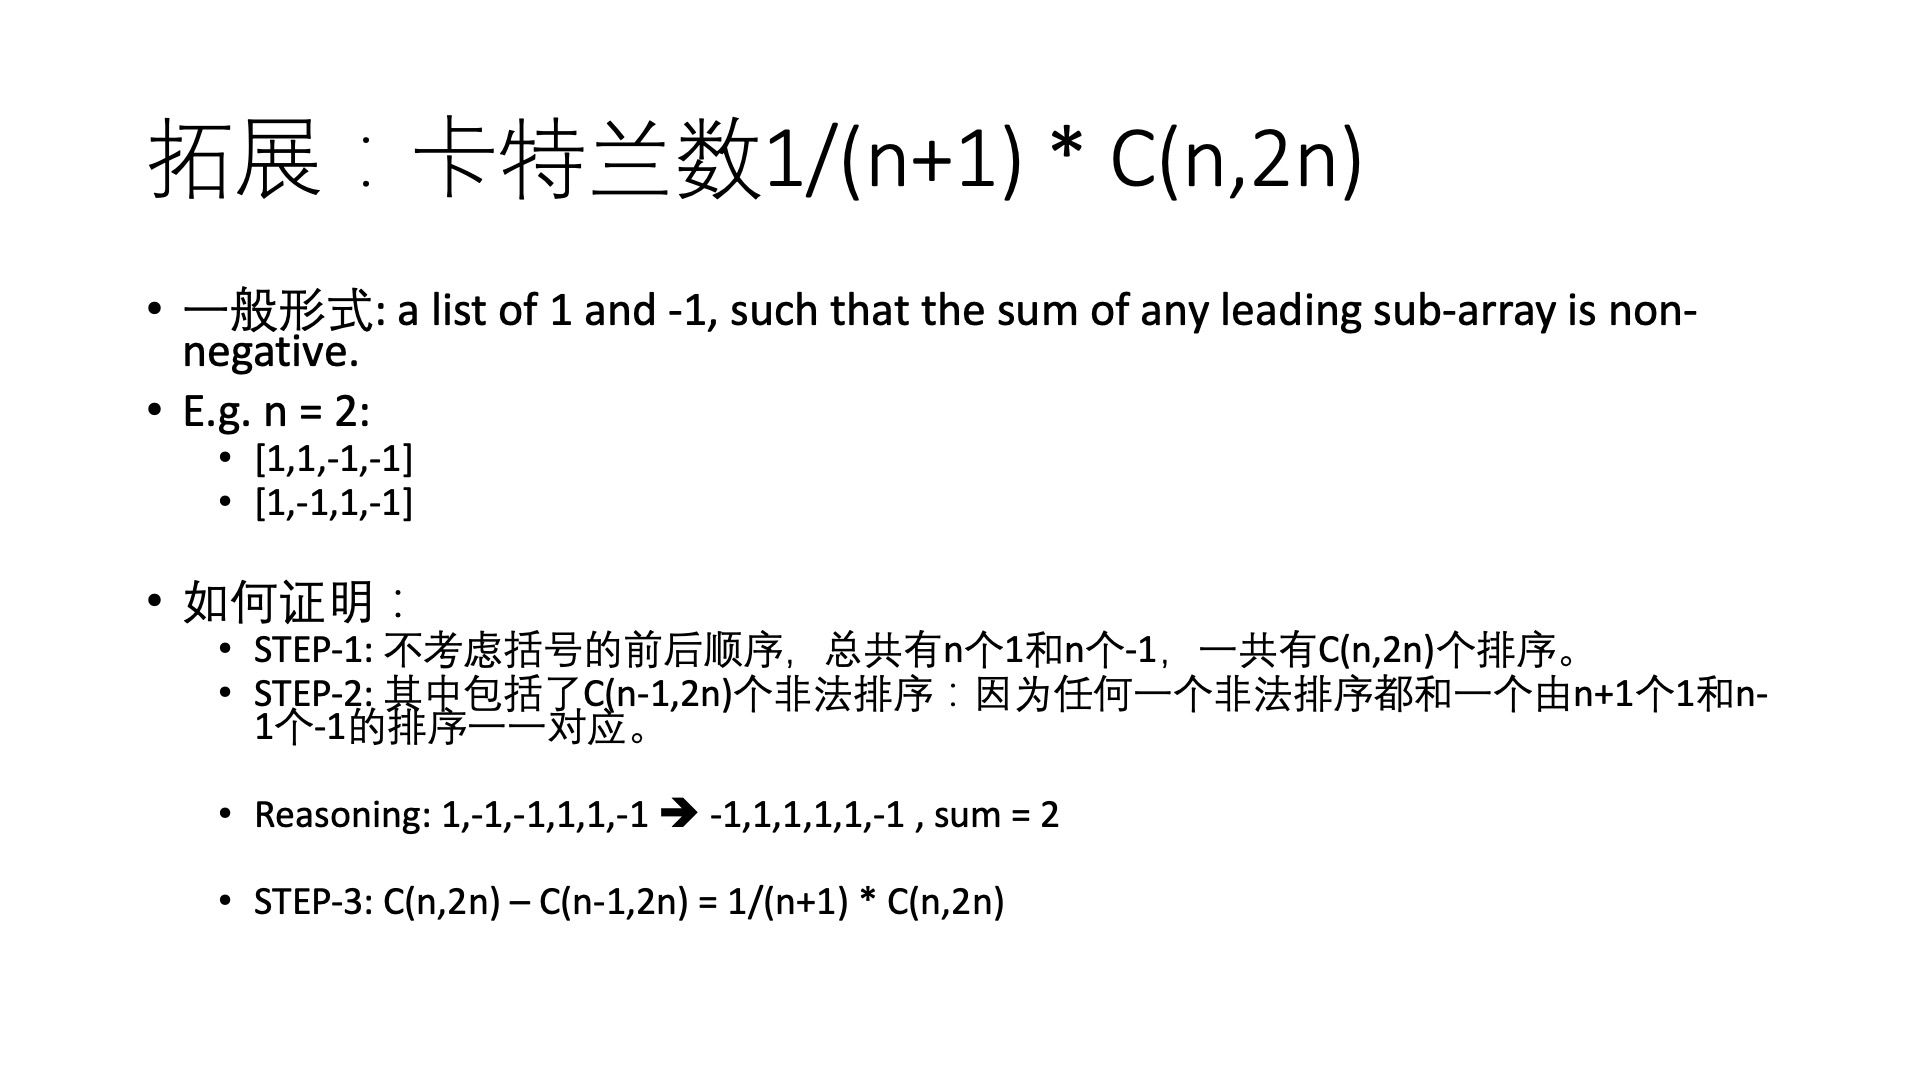 拓展：卡特兰数1/(n+1) * C(n,2n)
• 一般形式: a list of 1 and -1, such that the sum of any leading sub-array is non-
negative.
• E.g. n = 2:
• [1,1,-1,-1]
• [1,-1,1,-1]
• 如何证明：
• STEP-1: 不考虑括号的前后顺序，总共有n个1和n个-1，一共有C(n,2n)个排序。
• STEP-2: 其中包括了C(n-1,2n)个非法排序：因为任何一个非法排序都和一个由n+1个1和n-
1个-1的排序一一对应。
• Reasoning: 1,-1,-1,1,1,-1 ➔ -1,1,1,1,1,-1 , sum = 2
• STEP-3: C(n,2n) – C(n-1,2n) = 1/(n+1) * C(n,2n)